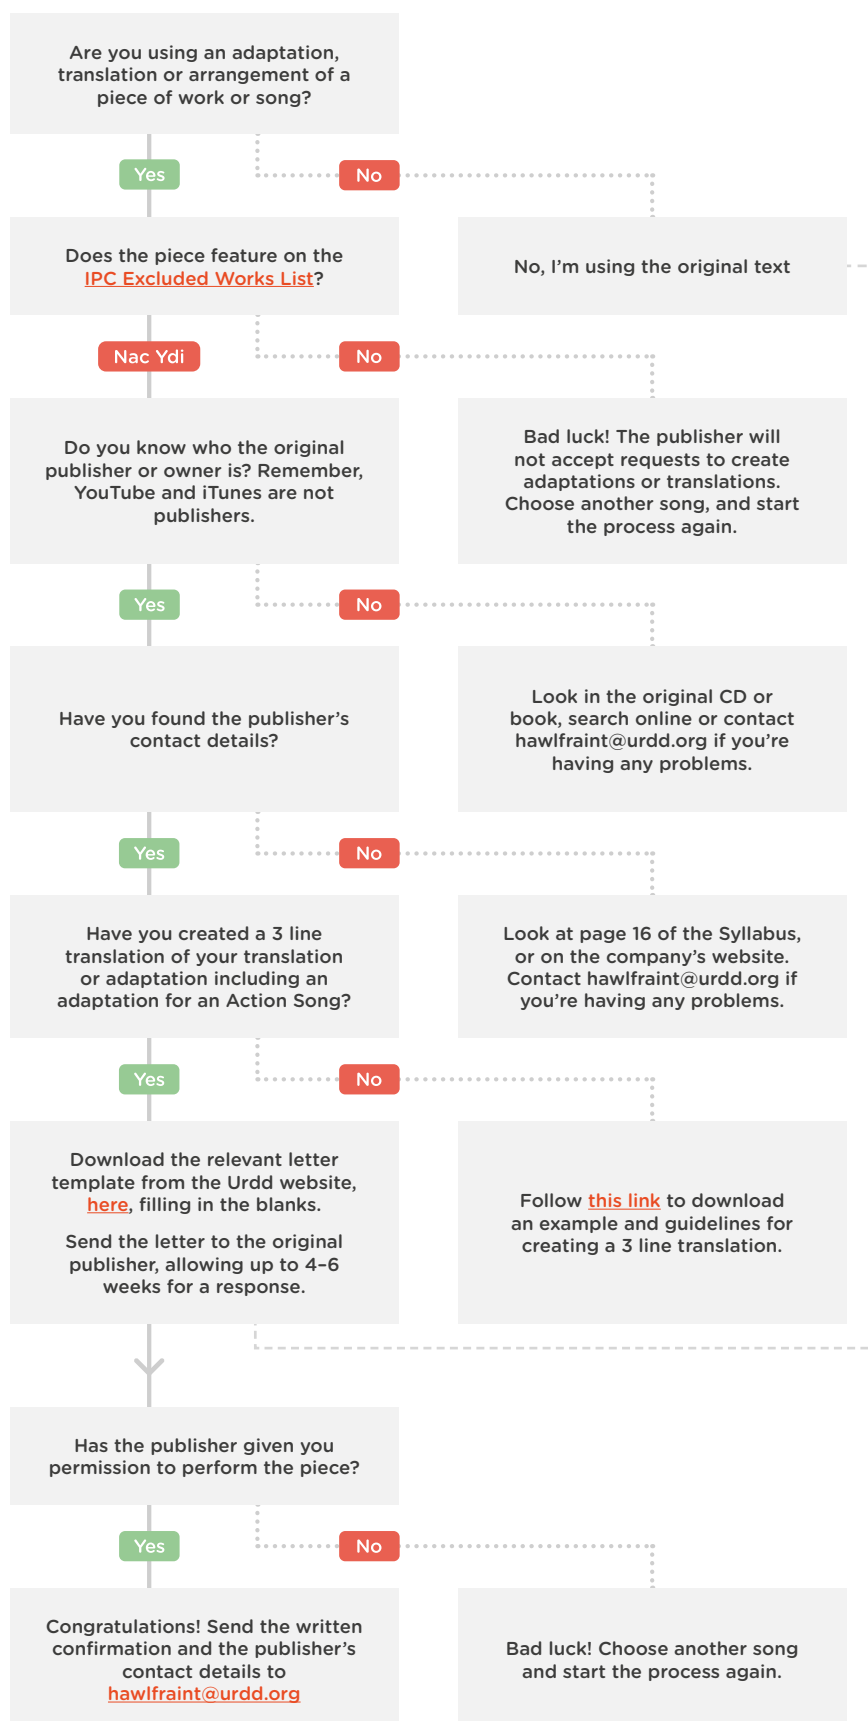 Are you using an adaptation,
translation or arrangement of a
piece of work or song?
Yes
No
Does the piece feature on the
IPC Excluded Works List?
No, I'm using the original text
Nac Ydi
No
Do you know who the original
publisher or owner is? Remember,
YouTube and iTunes are not
publishers.
Bad luck! The publisher will
not accept requests to create
adaptations or translations.
Choose another song, and start
the process again.
Yes
No
Have you found the publisher's
contact details?
Look in the original CD or
book, search online or contact
hawlfraint@urdd.org if you're
having any problems.
Yes
No
Have you created a 3 line
translation of your translation
or adaptation including an
adaptation for an Action Song?
Look at page 16 of the Syllabus,
or on the company's website.
Contact hawlfraint@urdd.org if
you're having any problems.
Yes
No
Download the relevant letter
template from the Urdd website,
here, filling in the blanks.
Send the letter to the original
publisher, allowing up to 4–6
weeks for a response.
Follow this link to download
an example and guidelines for
creating a 3 line translation.
Has the publisher given you
permission to perform the piece?
Yes
No
Congratulations! Send the written
confirmation and the publisher's
contact details to
hawlfraint@urdd.org
Bad luck! Choose another song
and start the process again.